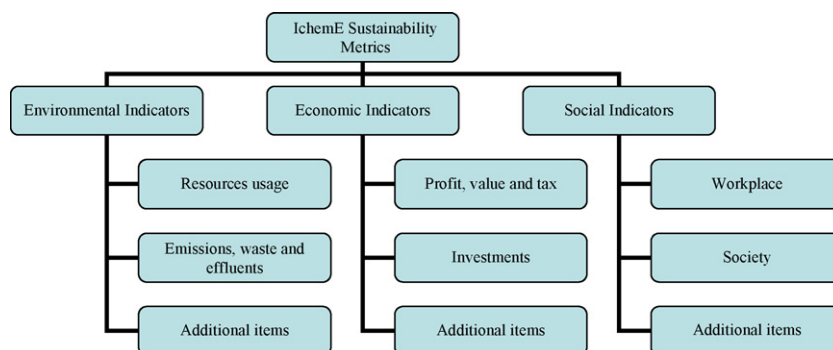 IchemE Sustainability
Metrics
Environmental Indicators
Economic Indicators
Social Indicators
Resources usage
Profit, value and tax
Workplace
Emissions, waste and
effluents
Investments
Society
Additional items
Additional items
Additional items